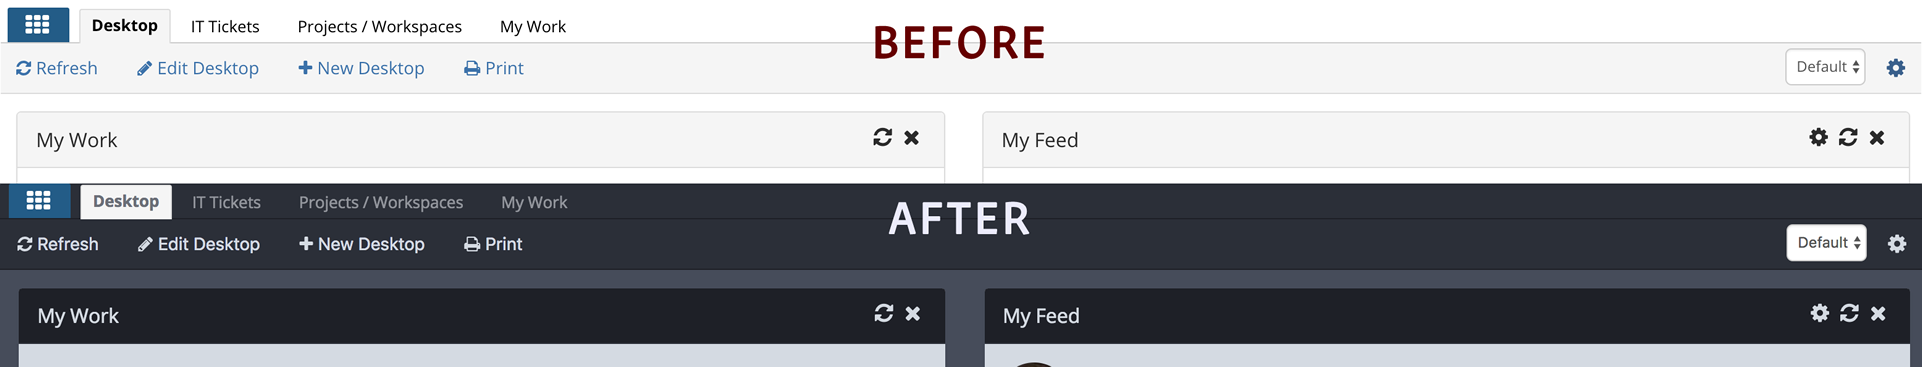 Desktop IT Tickets Projects / Workspaces My Work
BEFORE
Refresh Edit Desktop New Desktop Print Default
My Work My Feed
Desktop IT Tickets Projects / Workspaces My Work
AFTER
Refresh Edit Desktop New Desktop Print Default
My Work My Feed